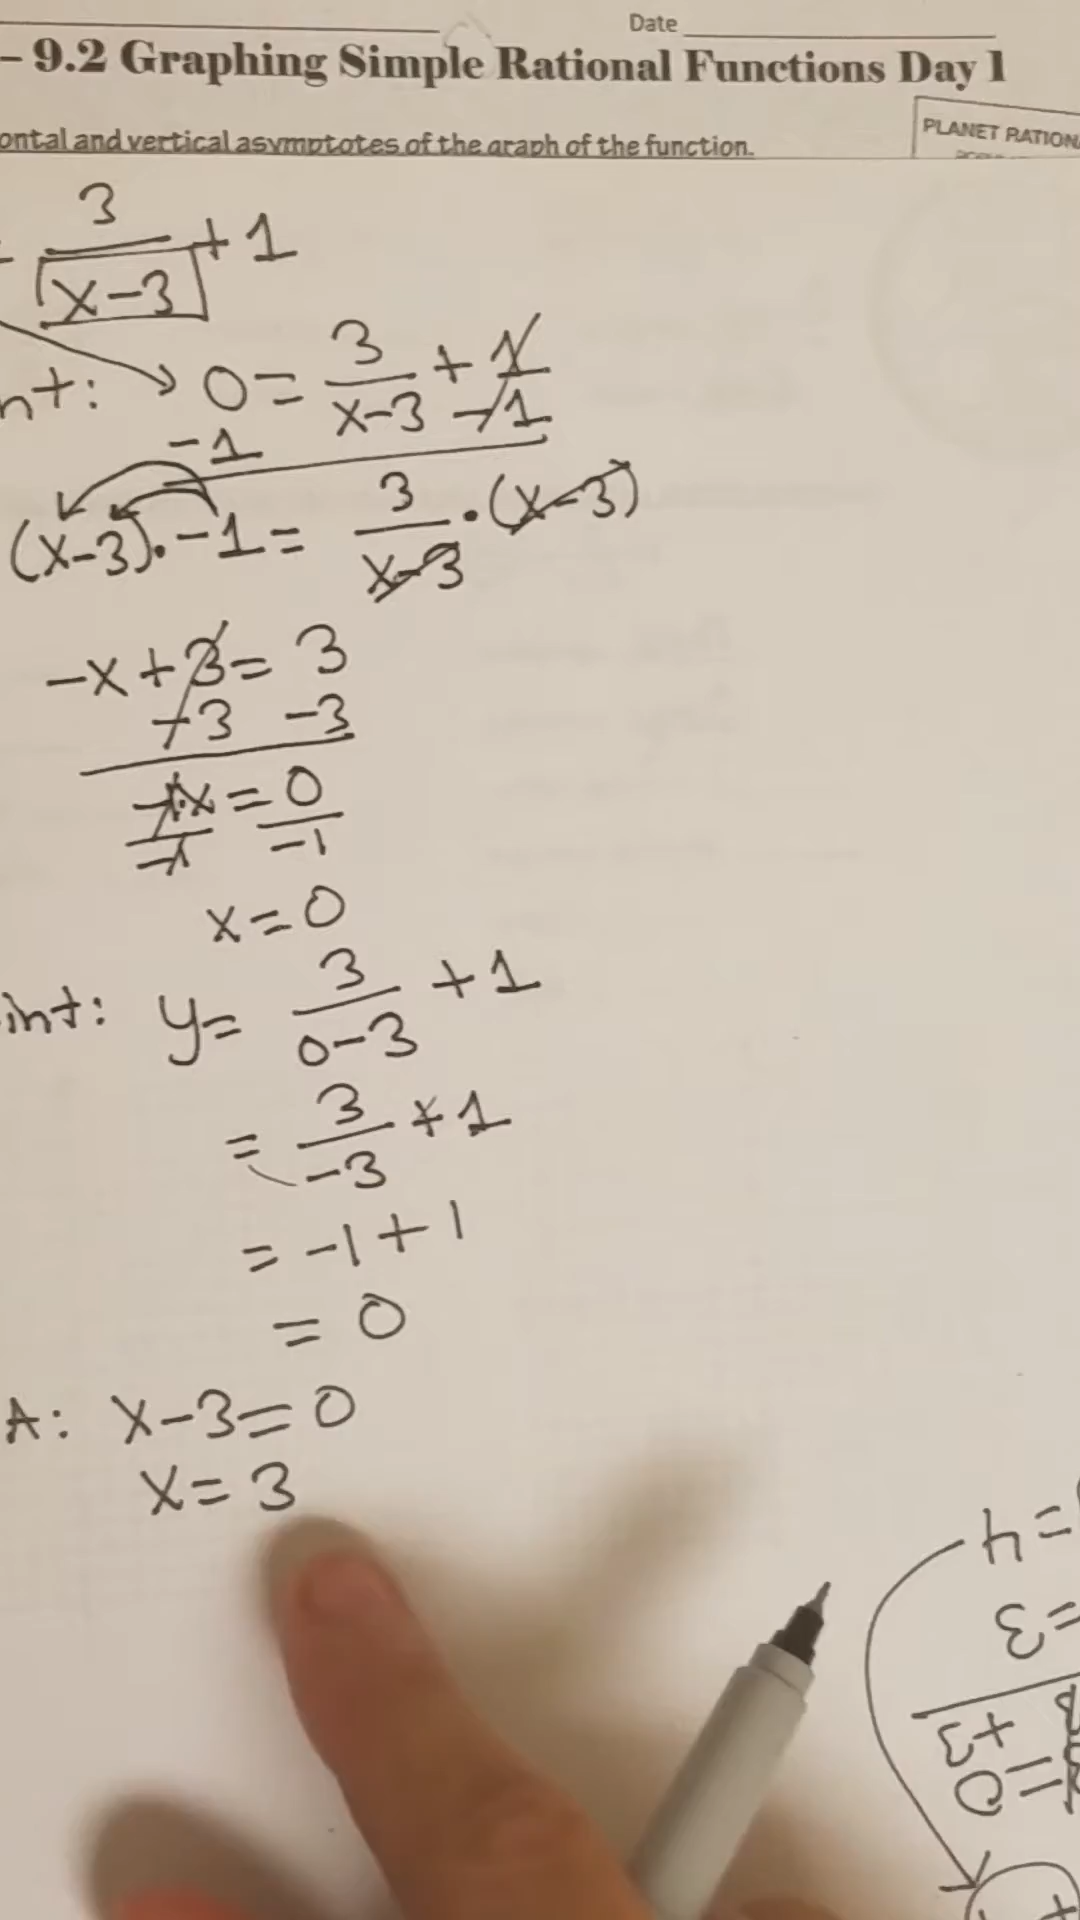 Date
– 9.2 Graphing Simple Rational Functions Day 1
ontal and vertical asymptotes of the graph of the function.
PLANET RATION
3/(x-3) + 1
nt: 0 = 3/(x-3) + 1
-1 -1
(x-3) · -1 = 3/(x-3) · (x-3)
-x + 3 = 3
-3 -3
-1x/-1 = 0/-1
x = 0
int: y = 3/(0-3) + 1
= 3/-3 + 1
= -1 + 1
= 0
A: x-3 = 0
x = 3